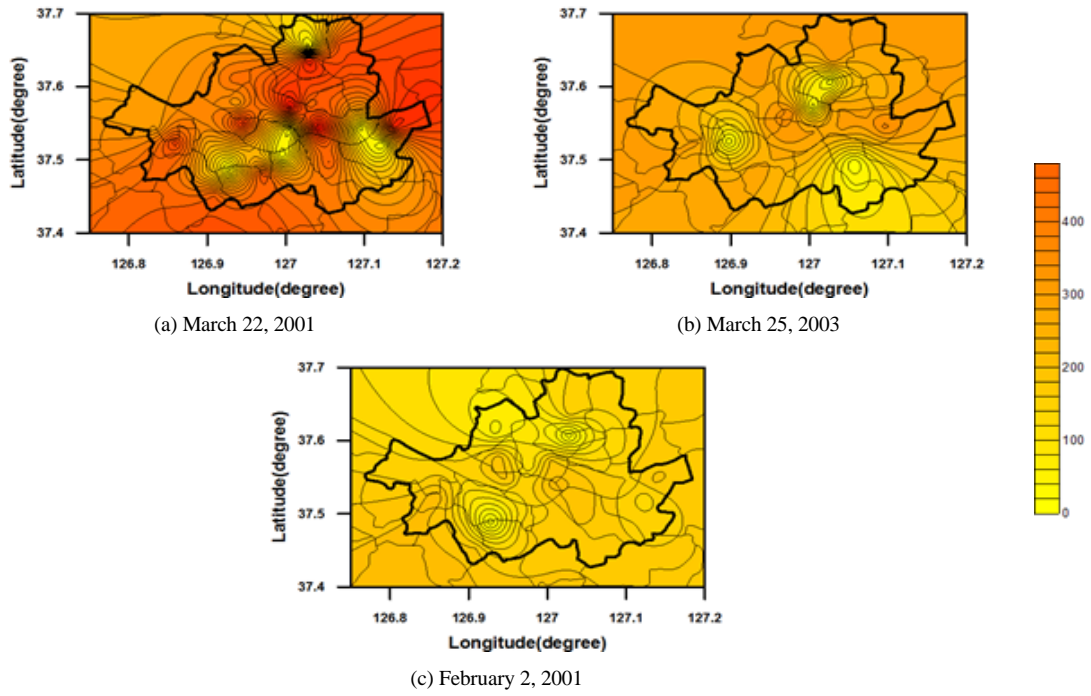 37.7
37.6
37.5
37.4
Latitude(degree)
126.8 126.9 127 127.1 127.2
Longitude(degree)
(a) March 22, 2001
37.7
37.6
37.5
37.4
Latitude(degree)
126.8 126.9 127 127.1 127.2
Longitude(degree)
(b) March 25, 2003
400
300
200
100
0
37.7
37.6
37.5
37.4
Latitude(degree)
126.8 126.9 127 127.1 127.2
Longitude(degree)
(c) February 2, 2001